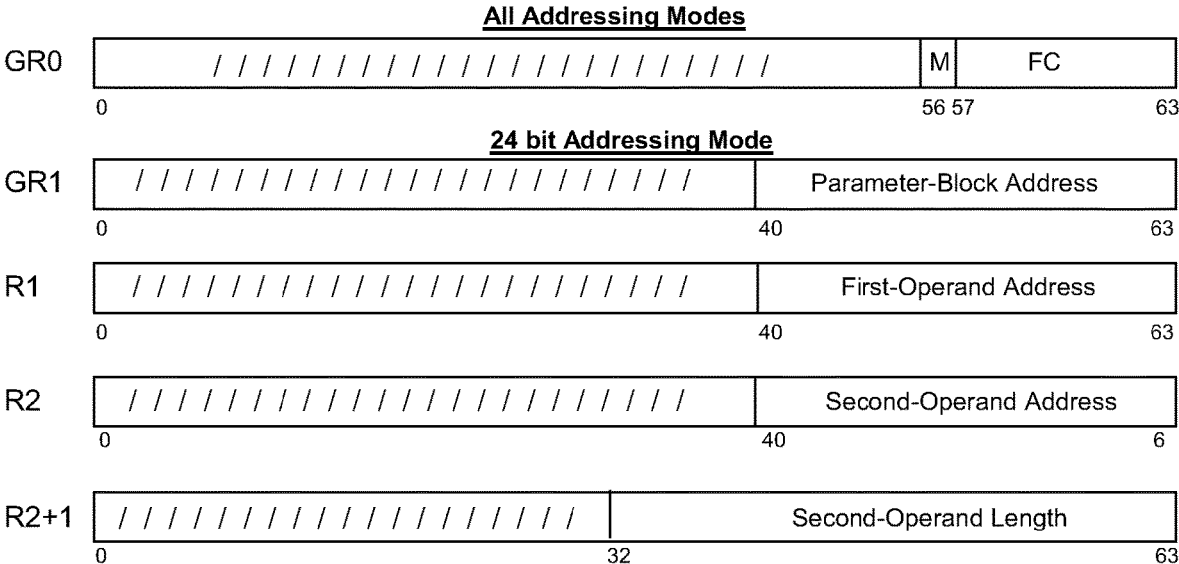 All Addressing Modes
GR0 / / / / / / / / / / / / / / / / / / / / / / / M FC
0 56 57 63
24 bit Addressing Mode
GR1 / / / / / / / / / / / / / / / / / / / / / / / Parameter-Block Address
0 40 63
R1 / / / / / / / / / / / / / / / / / / / / / / / First-Operand Address
0 40 63
R2 / / / / / / / / / / / / / / / / / / / / / / / Second-Operand Address
0 40 6
R2+1 / / / / / / / / / / / / / / / / / / / Second-Operand Length
0 32 63